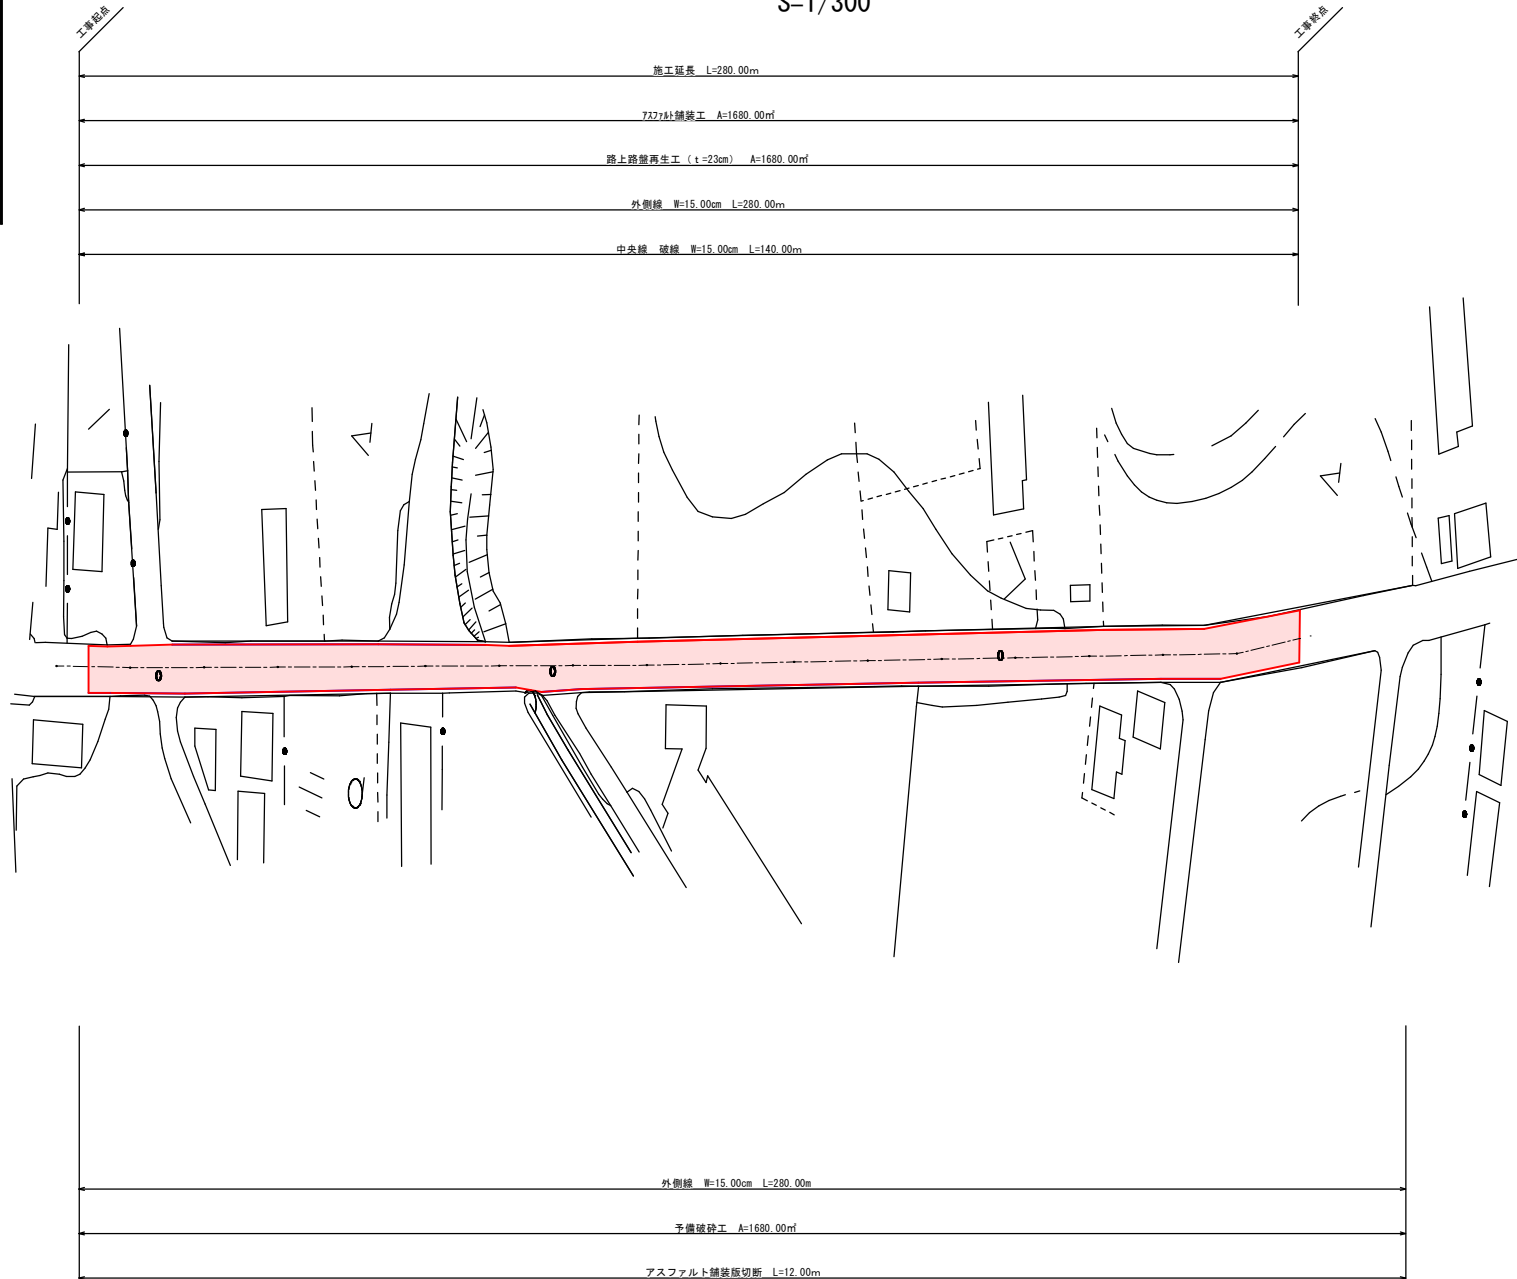 S=1/300
工事起点
工事終点
施工延長　L=280.00m
ｱｽﾌｧﾙﾄ舗装工　A=1680.00㎡
路上路盤再生工（ｔ=23cm）　A=1680.00㎡
外側線　W=15.00cm　L=280.00m
中央線　破線　W=15.00cm　L=140.00m
外側線　W=15.00cm　L=280.00m
予備破砕工　A=1680.00㎡
アスファルト舗装版切断　L=12.00m